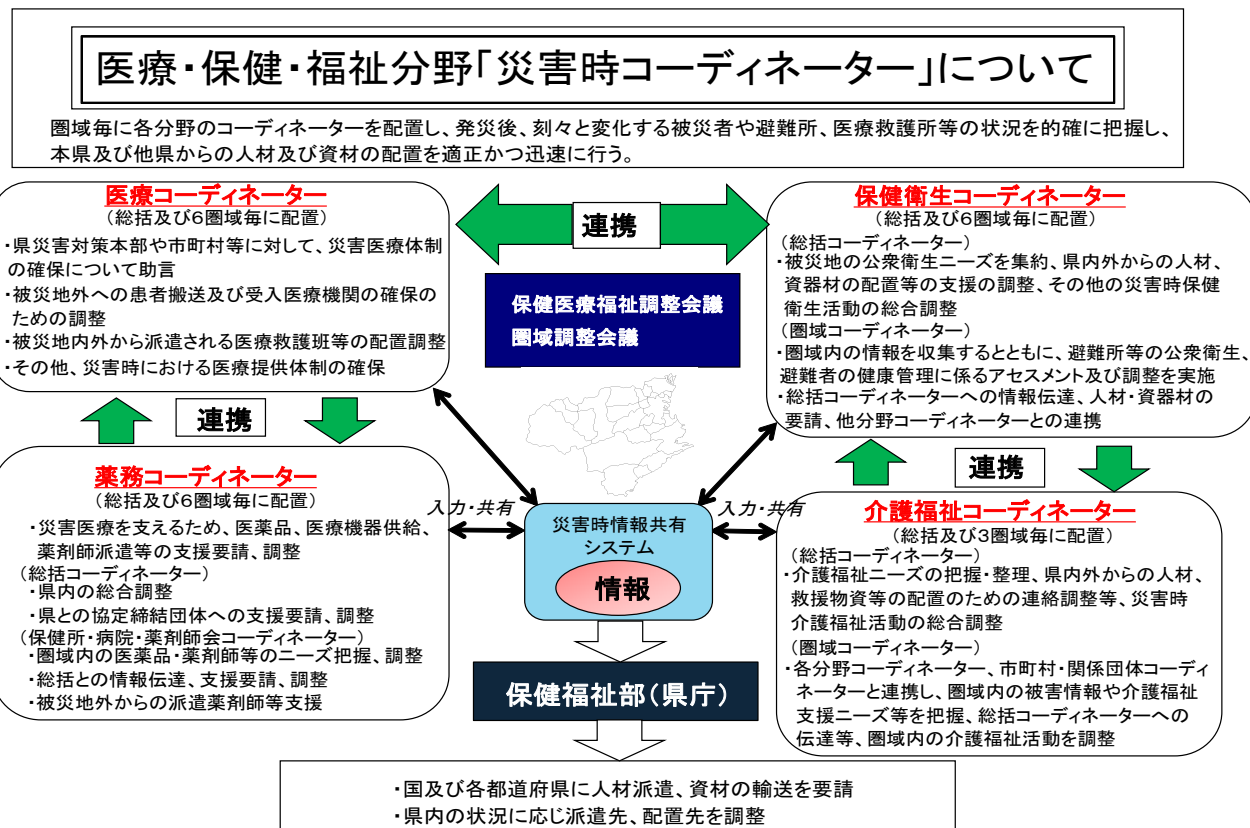 医療・保健・福祉分野「災害時コーディネーター」について
圏域毎に各分野のコーディネーターを配置し、発災後、刻々と変化する被災者や避難所、医療救護所等の状況を的確に把握し、
本県及び他県からの人材及び資材の配置を適正かつ迅速に行う。
医療コーディネーター
(総括及び6圏域毎に配置)
・県災害対策本部や市町村等に対して、災害医療体制
の確保について助言
・被災地外への患者搬送及び受入医療機関の確保の
ための調整
・被災地内外から派遣される医療救護班等の配置調整
・その他、災害時における医療提供体制の確保
連携
保健医療福祉調整会議
圏域調整会議
保健衛生コーディネーター
(総括及び6圏域毎に配置)
(総括コーディネーター)
・被災地の公衆衛生ニーズを集約、県内外からの人材、
資器材の配置等の支援の調整、その他の災害時保健
衛生活動の総合調整
(圏域コーディネーター)
・圏域内の情報を収集するとともに、避難所等の公衆衛生、
避難者の健康管理に係るアセスメント及び調整を実施
・総括コーディネーターへの情報伝達、人材・資器材の
要請、他分野コーディネーターとの連携
連携
連携
薬務コーディネーター
(総括及び6圏域毎に配置)
・災害医療を支えるため、医薬品、医療機器供給、
薬剤師派遣等の支援要請、調整
(総括コーディネーター)
・県内の総合調整
・県との協定締結団体への支援要請、調整
(保健所・病院・薬剤師会コーディネーター)
・圏域内の医薬品・薬剤師等のニーズ把握、調整
・総括との情報伝達、支援要請、調整
・被災地外からの派遣薬剤師等支援
入力・共有
災害時情報共有
システム
情報
入力・共有
介護福祉コーディネーター
(総括及び3圏域毎に配置)
(総括コーディネーター)
・介護福祉ニーズの把握・整理、県内外からの人材、
救援物資等の配置のための連絡調整等、災害時
介護福祉活動の総合調整
(圏域コーディネーター)
・各分野コーディネーター、市町村・関係団体コーディ
ネーターと連携し、圏域内の被害情報や介護福祉
支援ニーズ等を把握、総括コーディネーターへの
伝達等、圏域内の介護福祉活動を調整
保健福祉部(県庁)
・国及び各都道府県に人材派遣、資材の輸送を要請
・県内の状況に応じ派遣先、配置先を調整